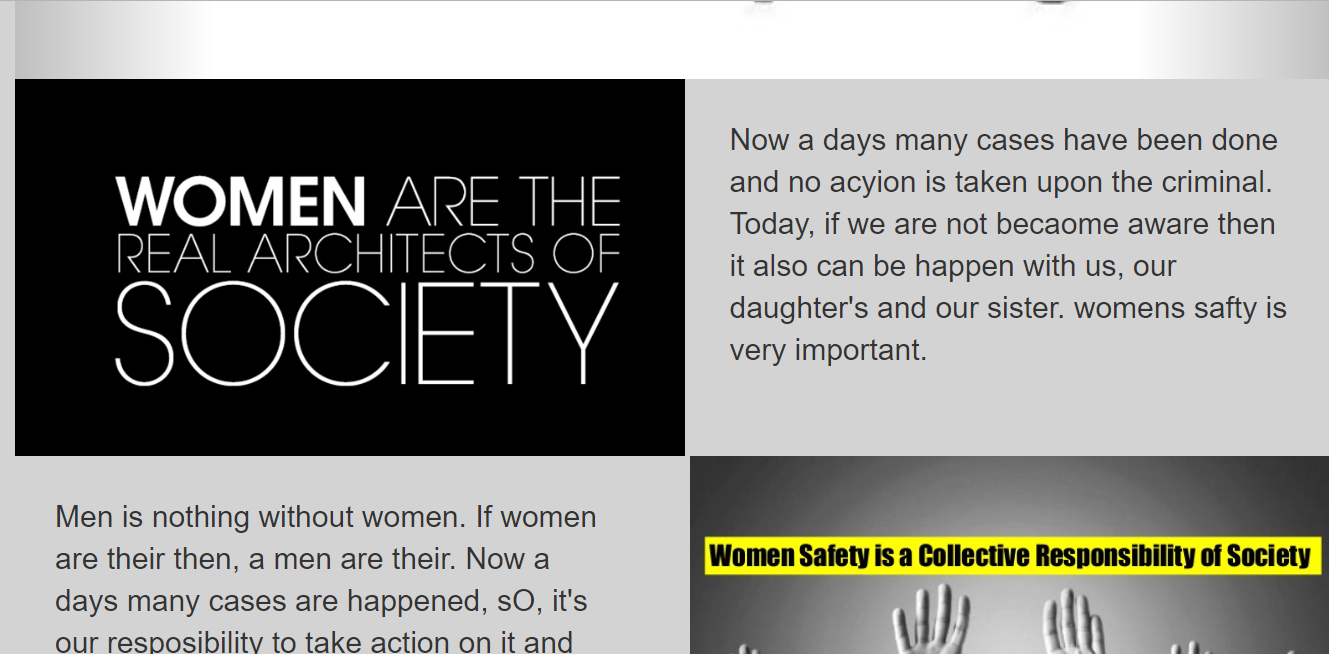 WOMEN ARE THE
REAL ARCHITECTS OF
SOCIETY
Now a days many cases have been done
and no acyion is taken upon the criminal.
Today, if we are not becaome aware then
it also can be happen with us, our
daughter's and our sister. womens safty is
very important.
Men is nothing without women. If women
are their then, a men are their. Now a
days many cases are happened, sO, it's
our resposibility to take action on it and
Women Safety is a Collective Responsibility of Society